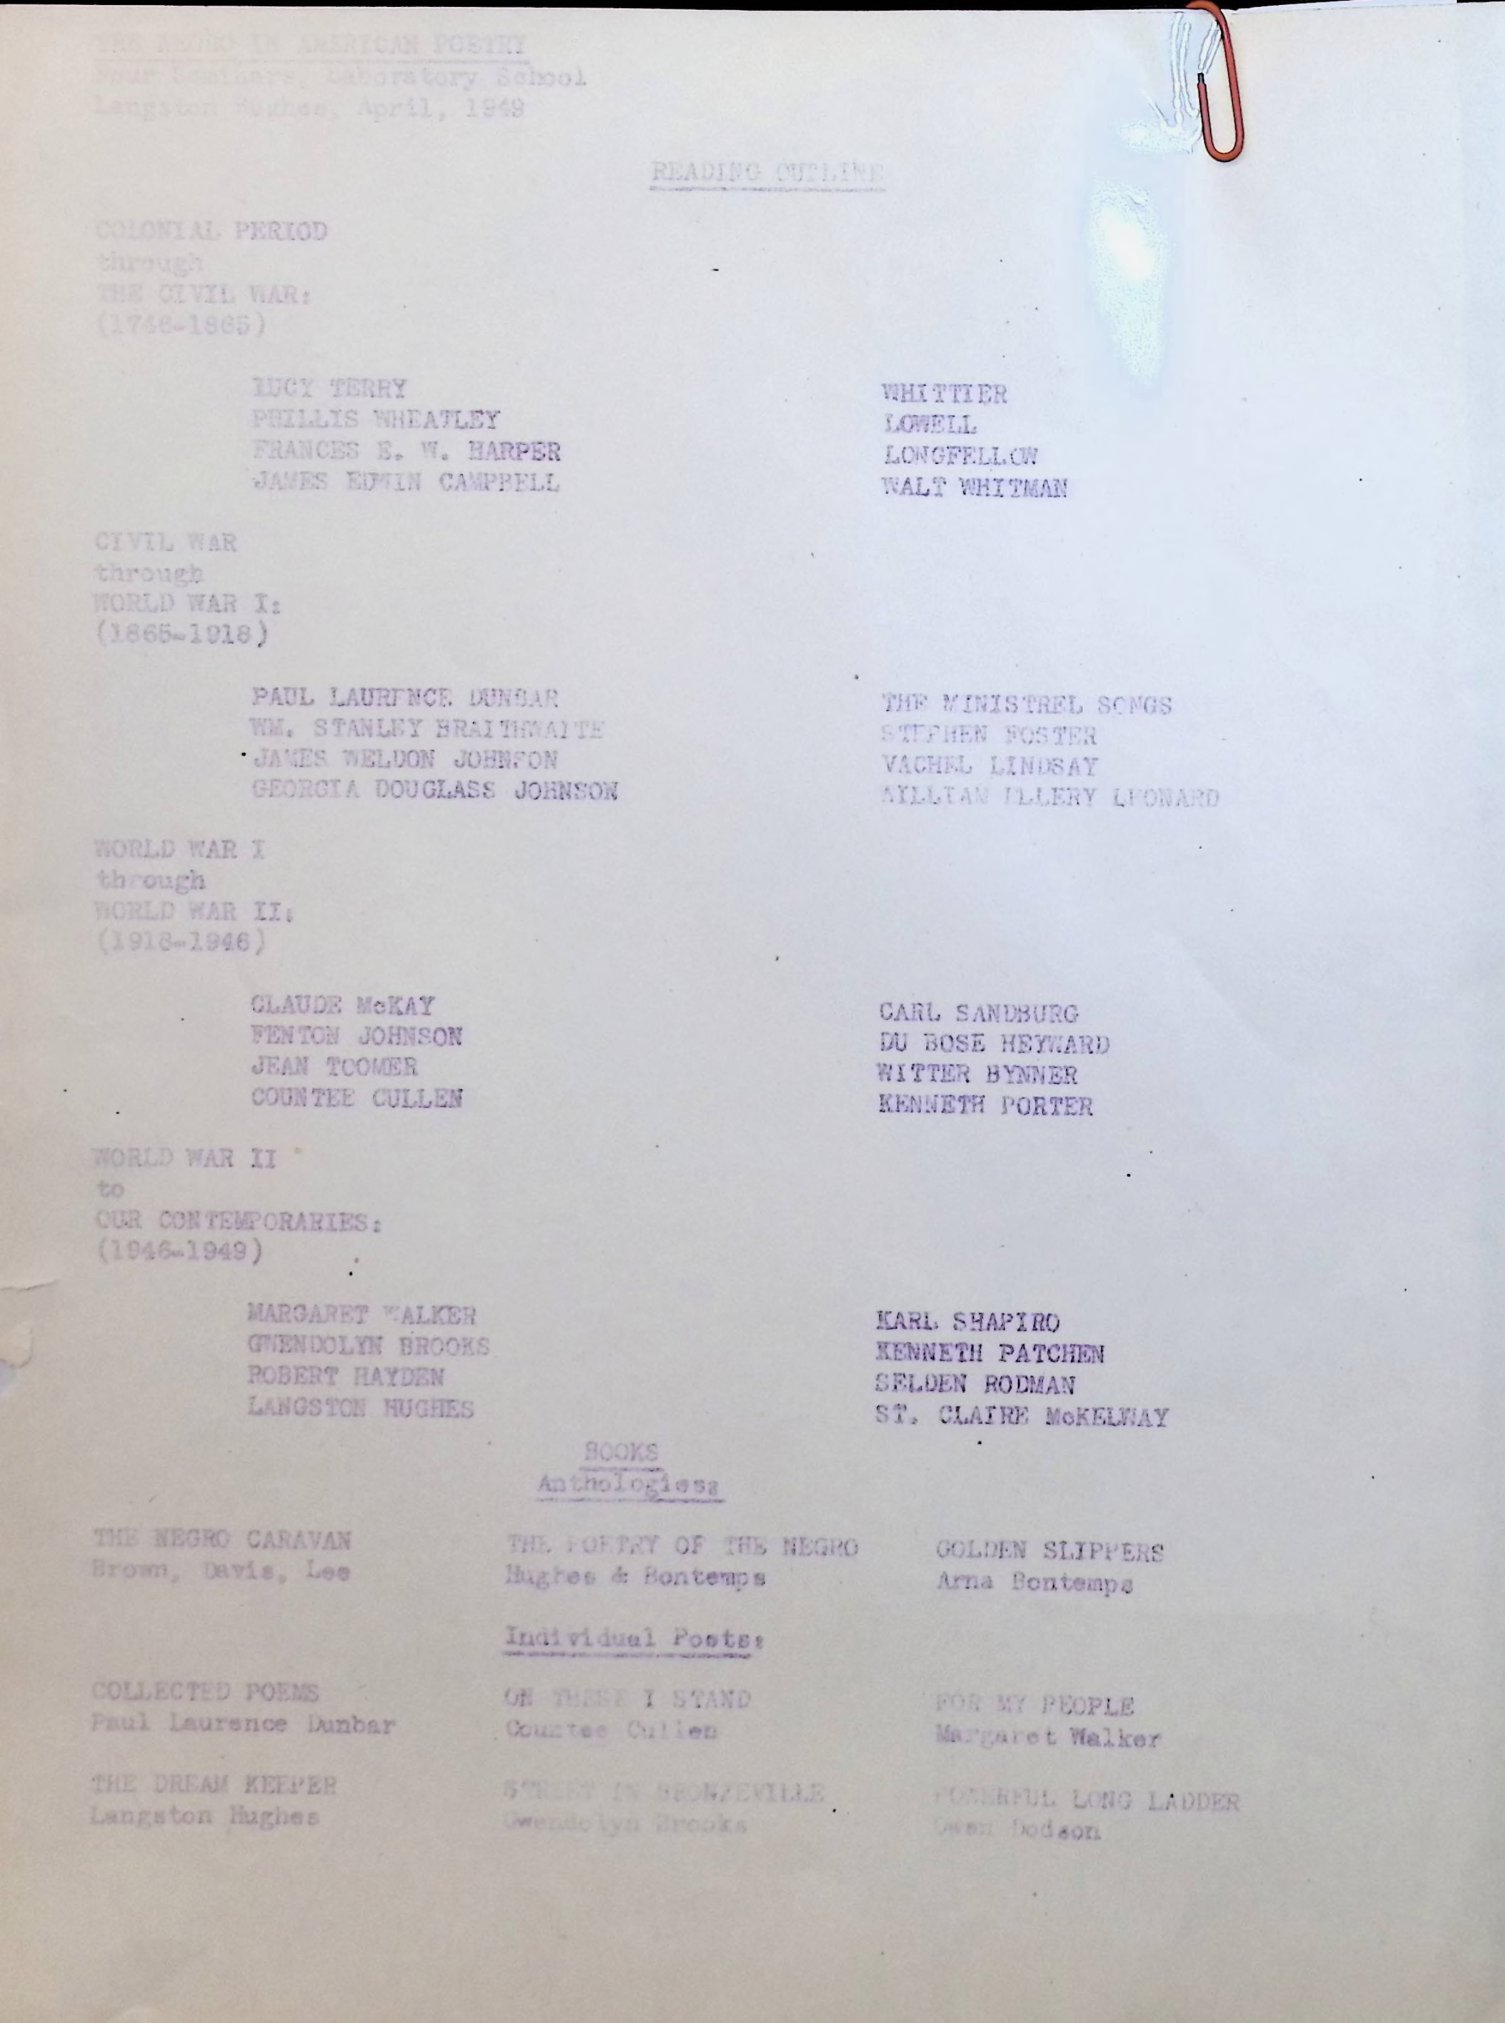 THE NEGRO IN AMERICAN POETRY
Four Seminars, Laboratory School
Langston Hughes, April, 1949
READING OUTLINE
COLONIAL PERIOD
through
THE CIVIL WAR:
(1746-1865)
LUCY TERRY
PHILLIS WHEATLEY
FRANCES E. W. HARPER
JAMES EDWIN CAMPBELL
WHITTIER
LOWELL
LONGFELLOW
WALT WHITMAN
CIVIL WAR
through
WORLD WAR I:
(1865-1918)
PAUL LAURENCE DUNBAR
WM. STANLEY BRAITHWAITE
JAMES WELDON JOHNSON
GEORGIA DOUGLASS JOHNSON
THE MINISTREL SONGS
STEPHEN FOSTER
VACHEL LINDSAY
WILLIAM ELLERY LEONARD
WORLD WAR I
through
WORLD WAR II:
(1918-1946)
CLAUDE McKAY
FENTON JOHNSON
JEAN TOOMER
COUNTEE CULLEN
CARL SANDBURG
DU BOSE HEYWARD
WITTER BYNNER
KENNETH PORTER
WORLD WAR II
to
OUR CONTEMPORARIES:
(1946-1949)
MARGARET WALKER
GWENDOLYN BROOKS
ROBERT HAYDEN
LANGSTON HUGHES
KARL SHAPIRO
KENNETH PATCHEN
SELDEN RODMAN
ST. CLAIRE McKELWAY
BOOKS
Anthologies:
THE NEGRO CARAVAN
Brown, Davis, Lee
THE POETRY OF THE NEGRO
Hughes & Bontemps
GOLDEN SLIPPERS
Arna Bontemps
Individual Poets:
COLLECTED POEMS
Paul Laurence Dunbar
ON THESE I STAND
Countee Cullen
FOR MY PEOPLE
Margaret Walker
THE DREAM KEEPER
Langston Hughes
STREET IN BRONZEVILLE
Gwendolyn Brooks
POWERFUL LONG LADDER
Owen Dodson